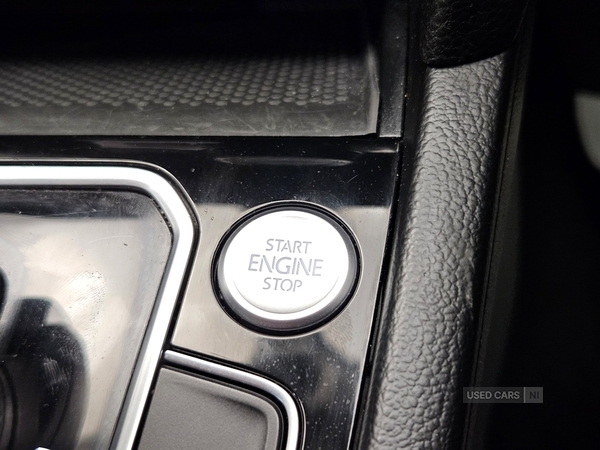 START
ENGINE
STOP
USED CARS NI